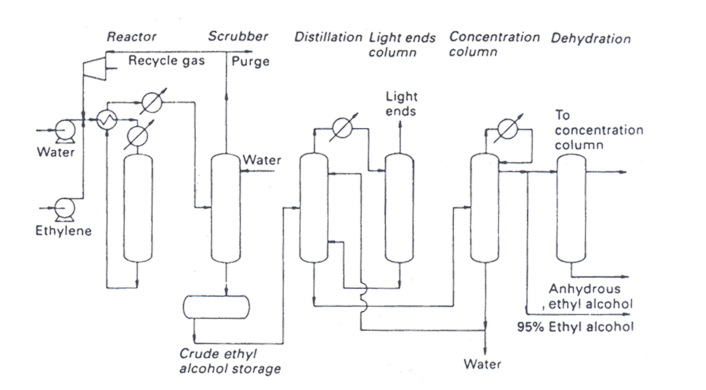 Reactor
Scrubber
Distillation
Light ends
column
Concentration
column
Dehydration
Recycle gas
Purge
Light
ends
To
concentration
column
Water
Water
Ethylene
Anhydrous
ethyl alcohol
95% Ethyl alcohol
Crude ethyl
alcohol storage
Water